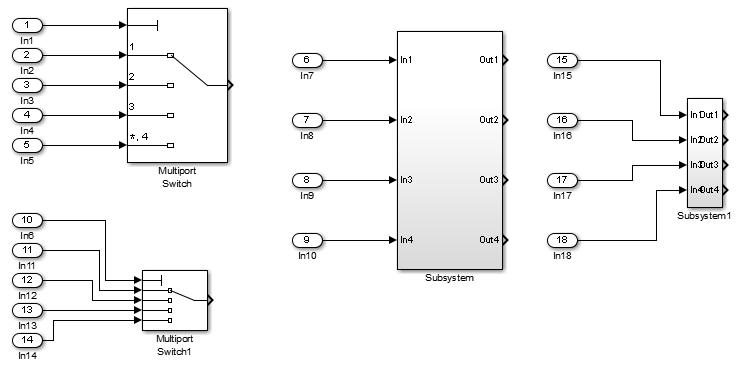 1
In1
2
In2
3
In3
4
In4
5
In5
1
2
3
*, 4
Multiport
Switch
10
In6
11
In11
12
In12
13
In13
14
In14
Multiport
Switch1
6
In7
7
In8
8
In9
9
In10
In1 Out1
In2 Out2
In3 Out3
In4 Out4
Subsystem
15
In15
16
In16
17
In17
18
In18
In1 Out1
In2 Out2
In3 Out3
In4 Out4
Subsystem1